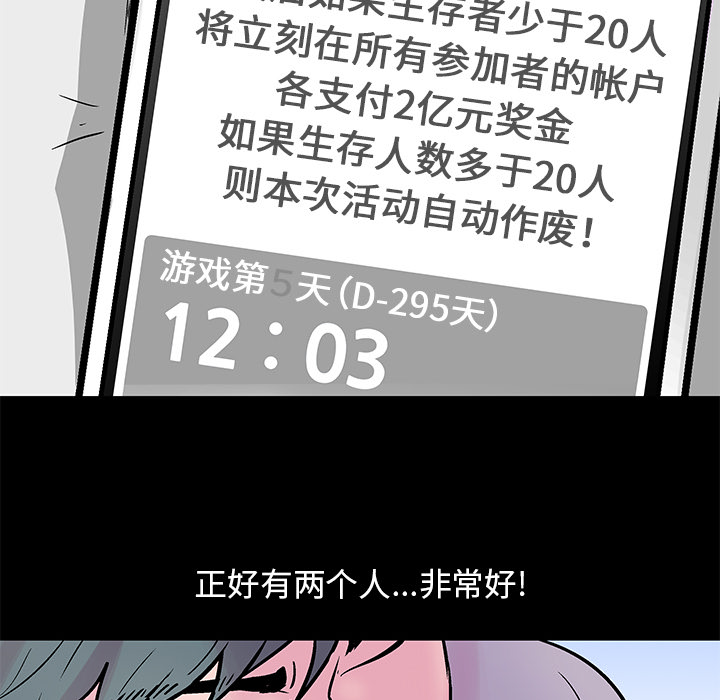 如果生存者少于20人
将立刻在所有参加者的帐户
各支付2亿元奖金
如果生存人数多于20人
则本次活动自动作废!
游戏第5天(D-295天)
12:03
正好有两个人...非常好!